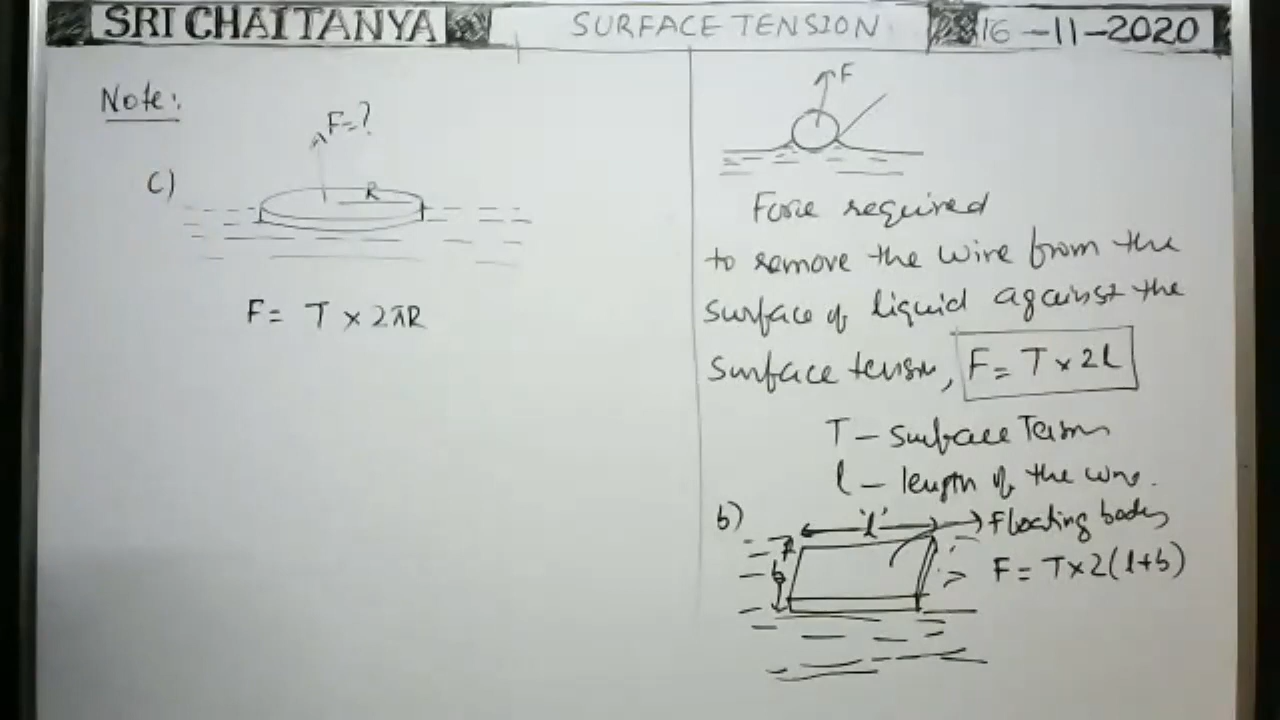 SRI CHAITANYA
SURFACE TENSION
16-11-2020
Note:
F=?
c)
R
F = T × 2πR
F
Force required
to remove the wire from the
surface of liquid against the
surface tension, F = T × 2l
T - surface Tension
l - length of the wire.
b)
'l'
Floating body
b
F = T×2(l+b)